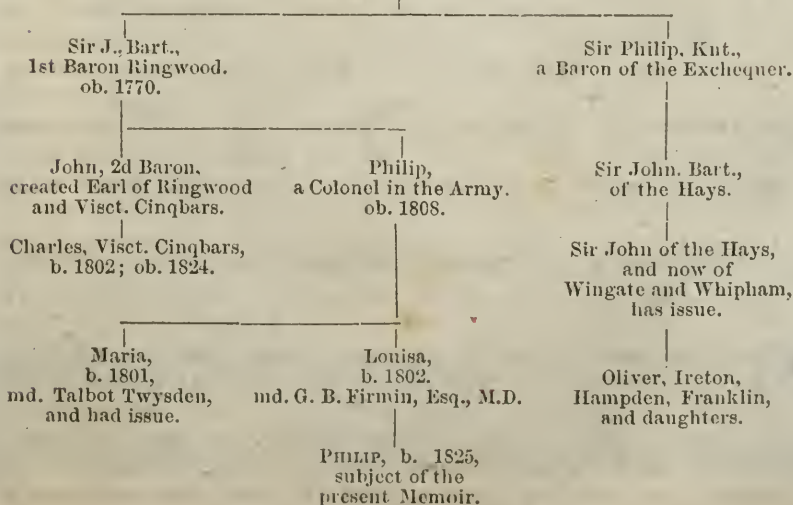 Sir J., Bart.,
1st Baron Ringwood.
ob. 1770.
Sir Philip. Knt.,
a Baron of the Exchequer.
John, 2d Baron.
created Earl of Ringwood
and Visct. Cinqbars.
Philip,
a Colonel in the Army.
ob. 1808.
Sir John. Bart.,
of the Hays.
Charles, Visct. Cinqbars,
b. 1802; ob. 1824.
Sir John of the Hays,
and now of
Wingate and Whipham,
has issue.
Maria,
b. 1801,
md. Talbot Twysden,
and had issue.
Louisa,
b. 1802.
md. G. B. Firmin, Esq., M.D.
Oliver, Ireton,
Hampden, Franklin,
and daughters.
PHILIP, b. 1825,
subject of the
present Memoir.